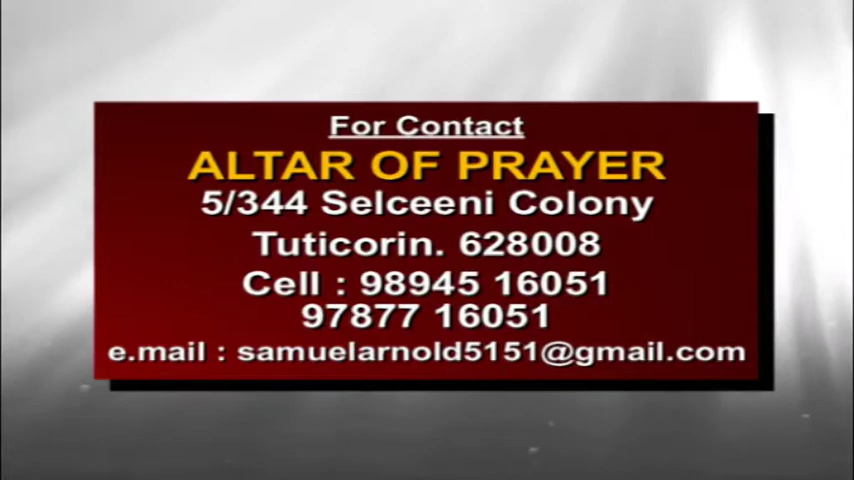 For Contact
ALTAR OF PRAYER
5/344 Selceeni Colony
Tuticorin. 628008
Cell : 98945 16051
97877 16051
e.mail : samuelarnold5151@gmail.com